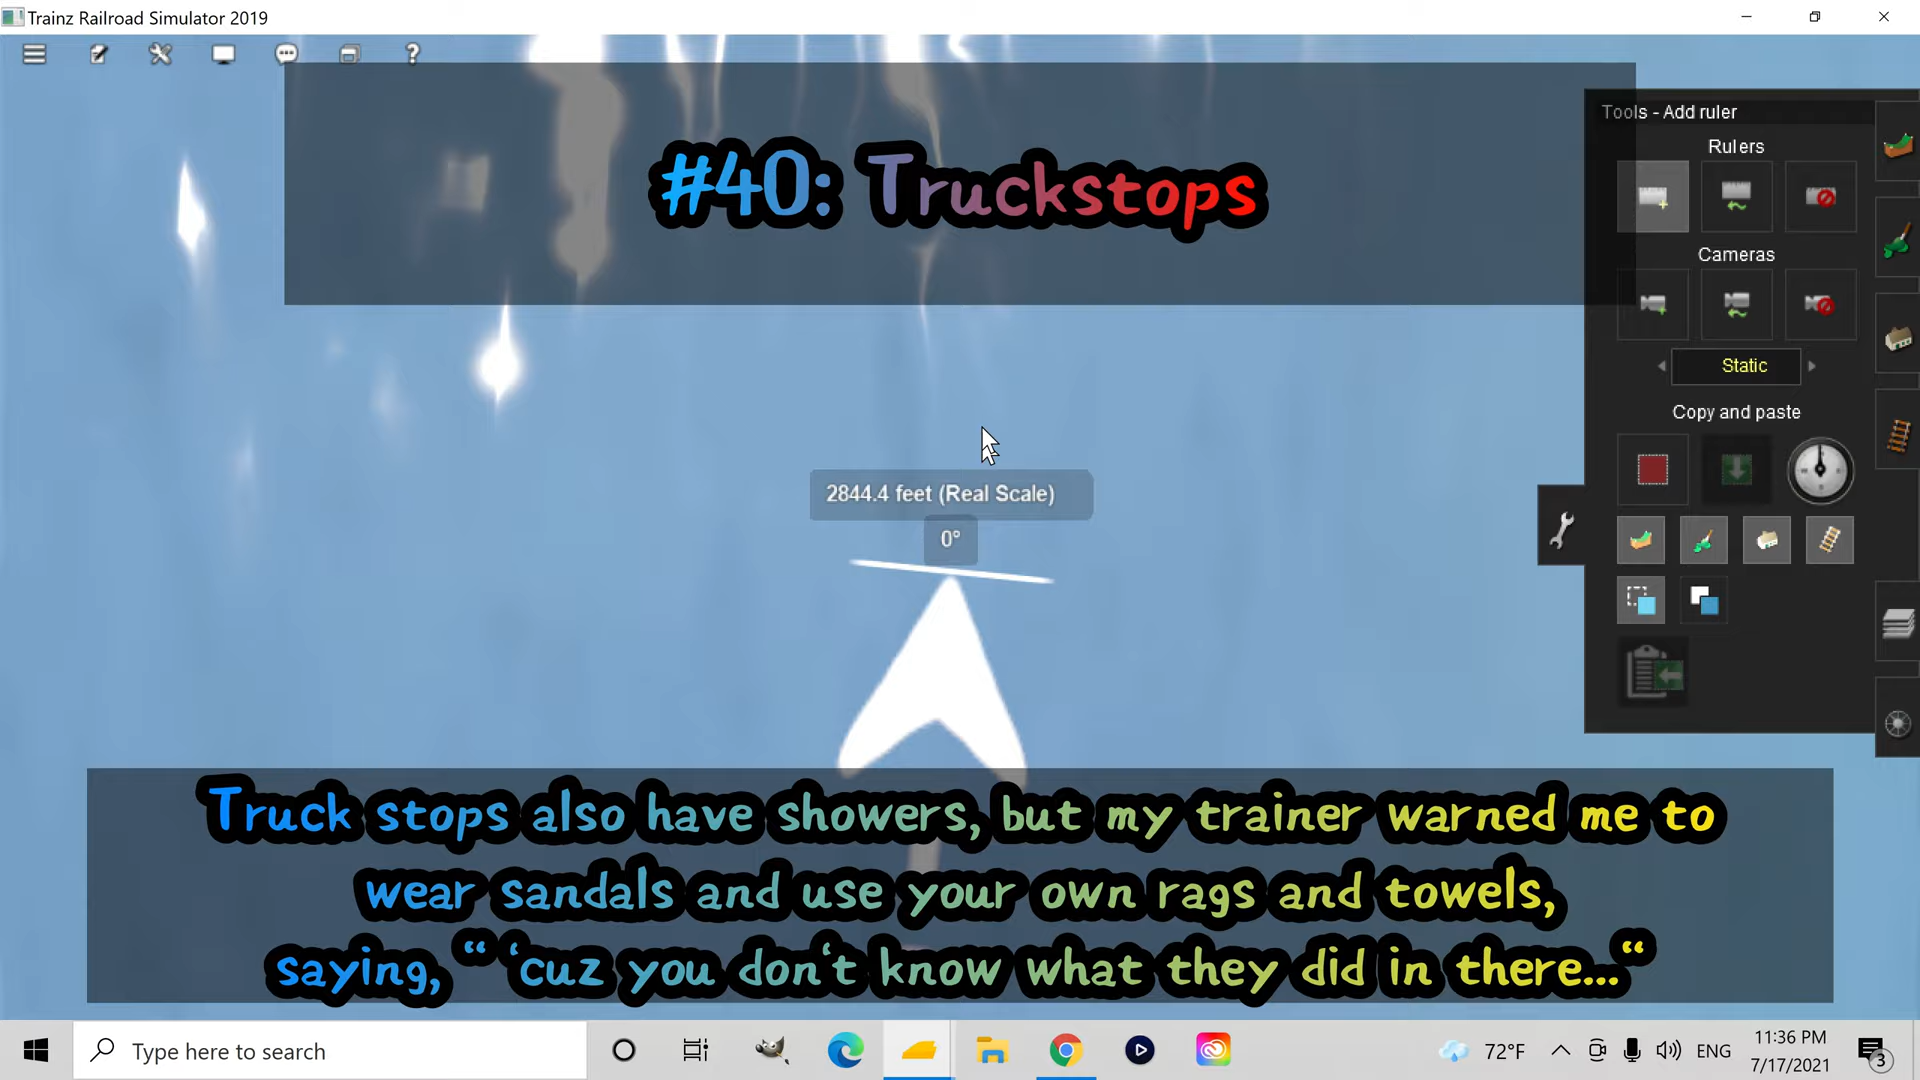 Trainz Railroad Simulator 2019
#40: Truckstops
Tools - Add ruler
Rulers
Cameras
Static
Copy and paste
2844.4 feet (Real Scale)
0°
Truck stops also have showers, but my trainer warned me to
wear sandals and use your own rags and towels,
saying, “ ‘cuz you don‘t know what they did in there...“
Type here to search
72°F
ENG
11:36 PM
7/17/2021
3